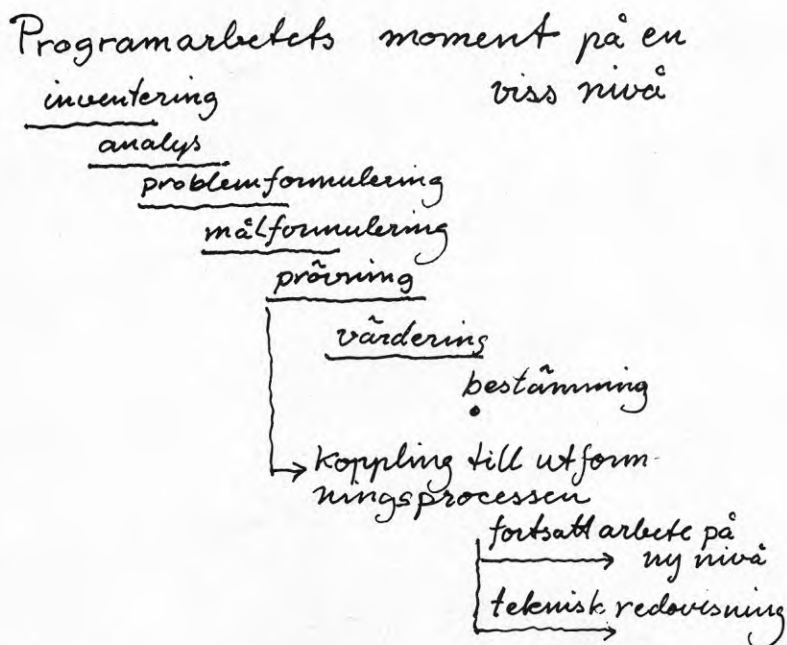 Programarbetets moment på en
viss nivå
inventering
analys
problemformulering
målformulering
prövning
värdering
bestämning
koppling till utform-
ningsprocessen
fortsatt arbete på
ny nivå
teknisk redovisning